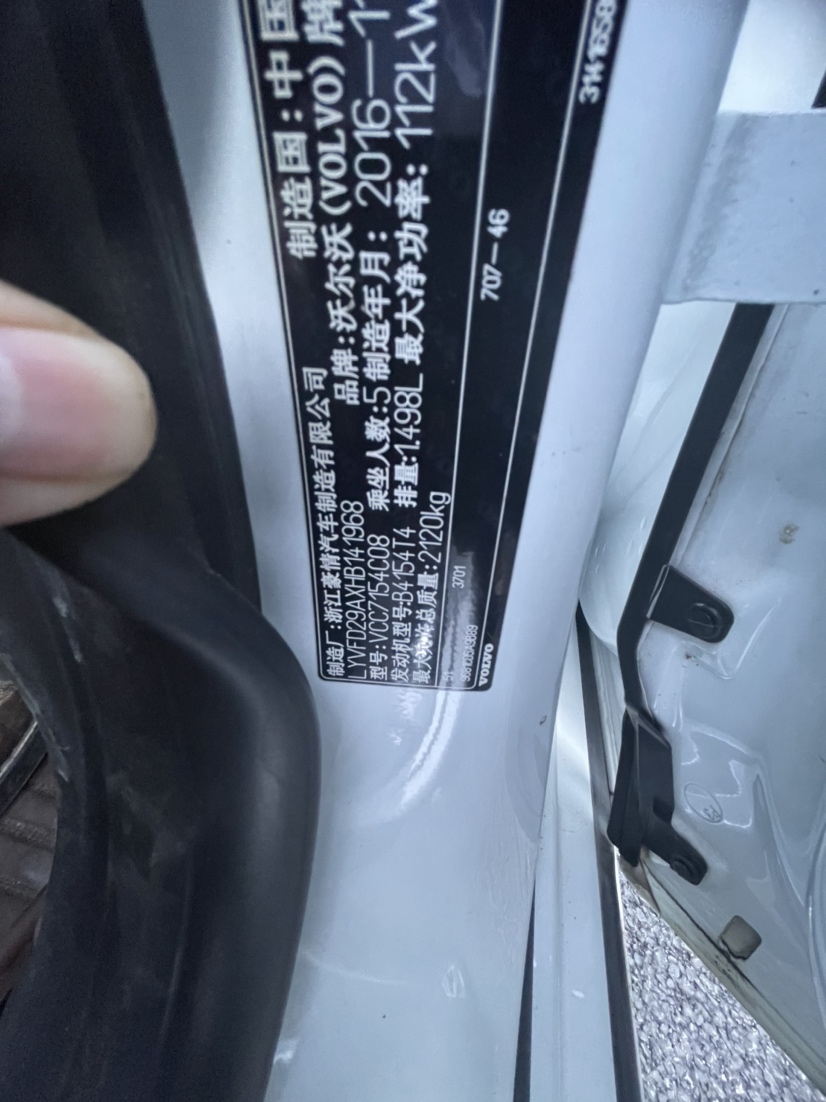 制造国:中国
制造厂:浙江豪情汽车制造有限公司
品牌:沃尔沃(VOLVO)牌
LYVFD29AXHB141968
型号:VCC7154C08 乘坐人数:5 制造年月: 2016-11
发动机型号:B4154T4 排量:1.498L 最大净功率: 112kW
最大允许总质量:2120kg
51
3701
707-46
VOLVO